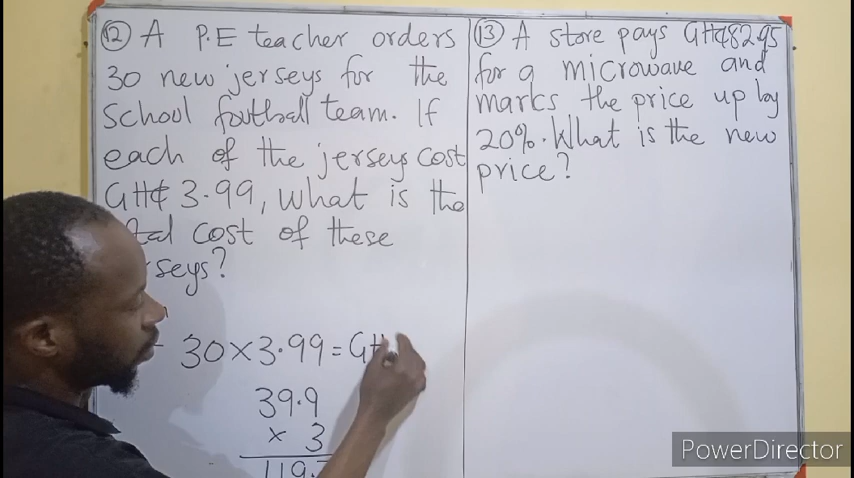 ⑫ A P.E teacher orders
30 new jerseys for the
School football team. If
each of the jerseys cost
GH¢ 3.99, What is the
cost of these
30×3.99=GH
39.9
× 3
119.
⑬ A store pays GH¢82.95
for a microwave and
marks the price up by
20%. What is the new
price?
PowerDirector